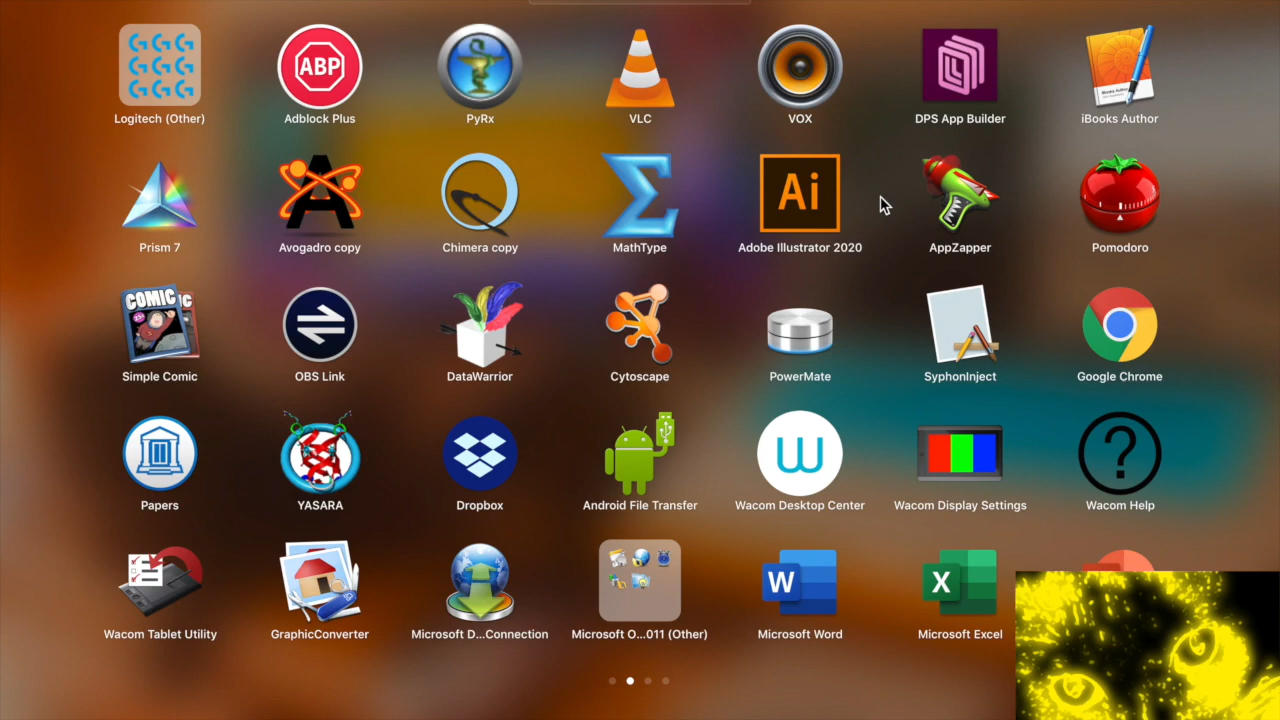 Logitech (Other)
ABP
Adblock Plus
PyRx
VLC
VOX
DPS App Builder
iBooks Author
Prism 7
Avogadro copy
Chimera copy
MathType
Ai
Adobe Illustrator 2020
AppZapper
Pomodoro
COMIC
Simple Comic
OBS Link
DataWarrior
Cytoscape
PowerMate
SyphonInject
Google Chrome
Papers
YASARA
Dropbox
Android File Transfer
Wacom Desktop Center
Wacom Display Settings
?
Wacom Help
Wacom Tablet Utility
GraphicConverter
Microsoft D...Connection
Microsoft O...011 (Other)
W
Microsoft Word
X
Microsoft Excel